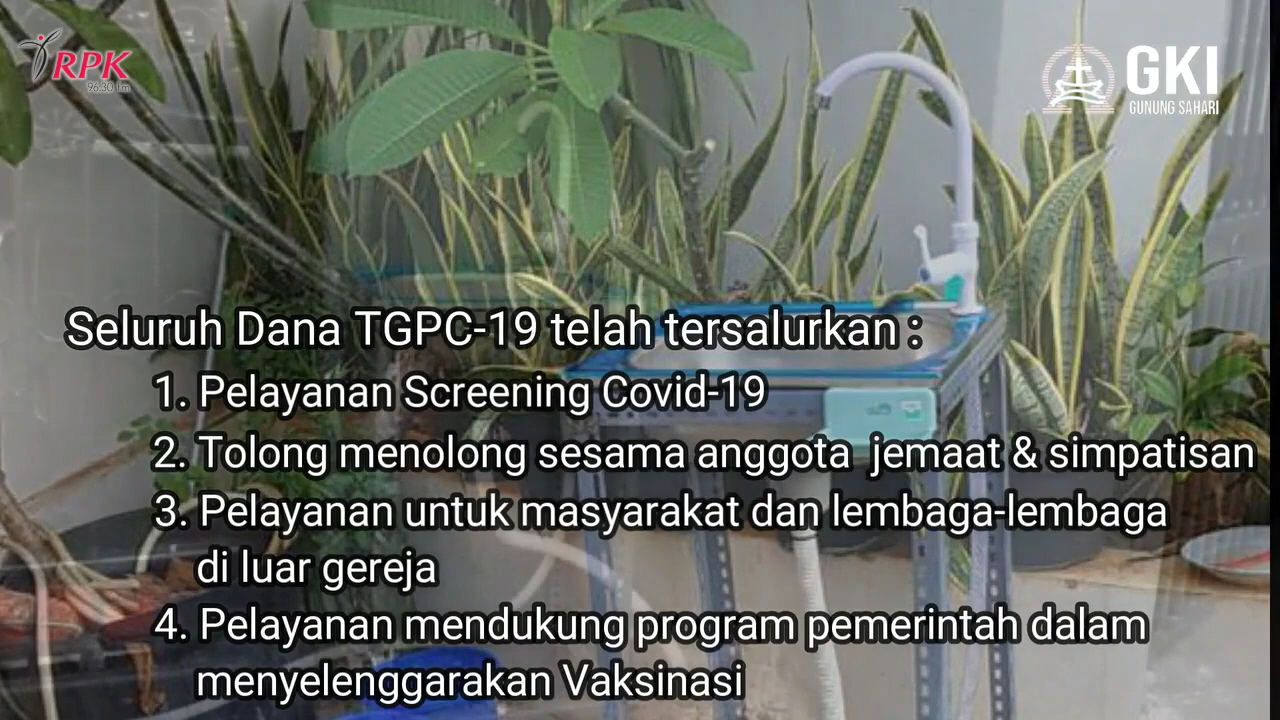 RPK
96.30 fm
GKI
GUNUNG SAHARI
Seluruh Dana TGPC-19 telah tersalurkan :
1. Pelayanan Screening Covid-19
2. Tolong menolong sesama anggota jemaat & simpatisan
3. Pelayanan untuk masyarakat dan lembaga-lembaga
di luar gereja
4. Pelayanan mendukung program pemerintah dalam
menyelenggarakan Vaksinasi